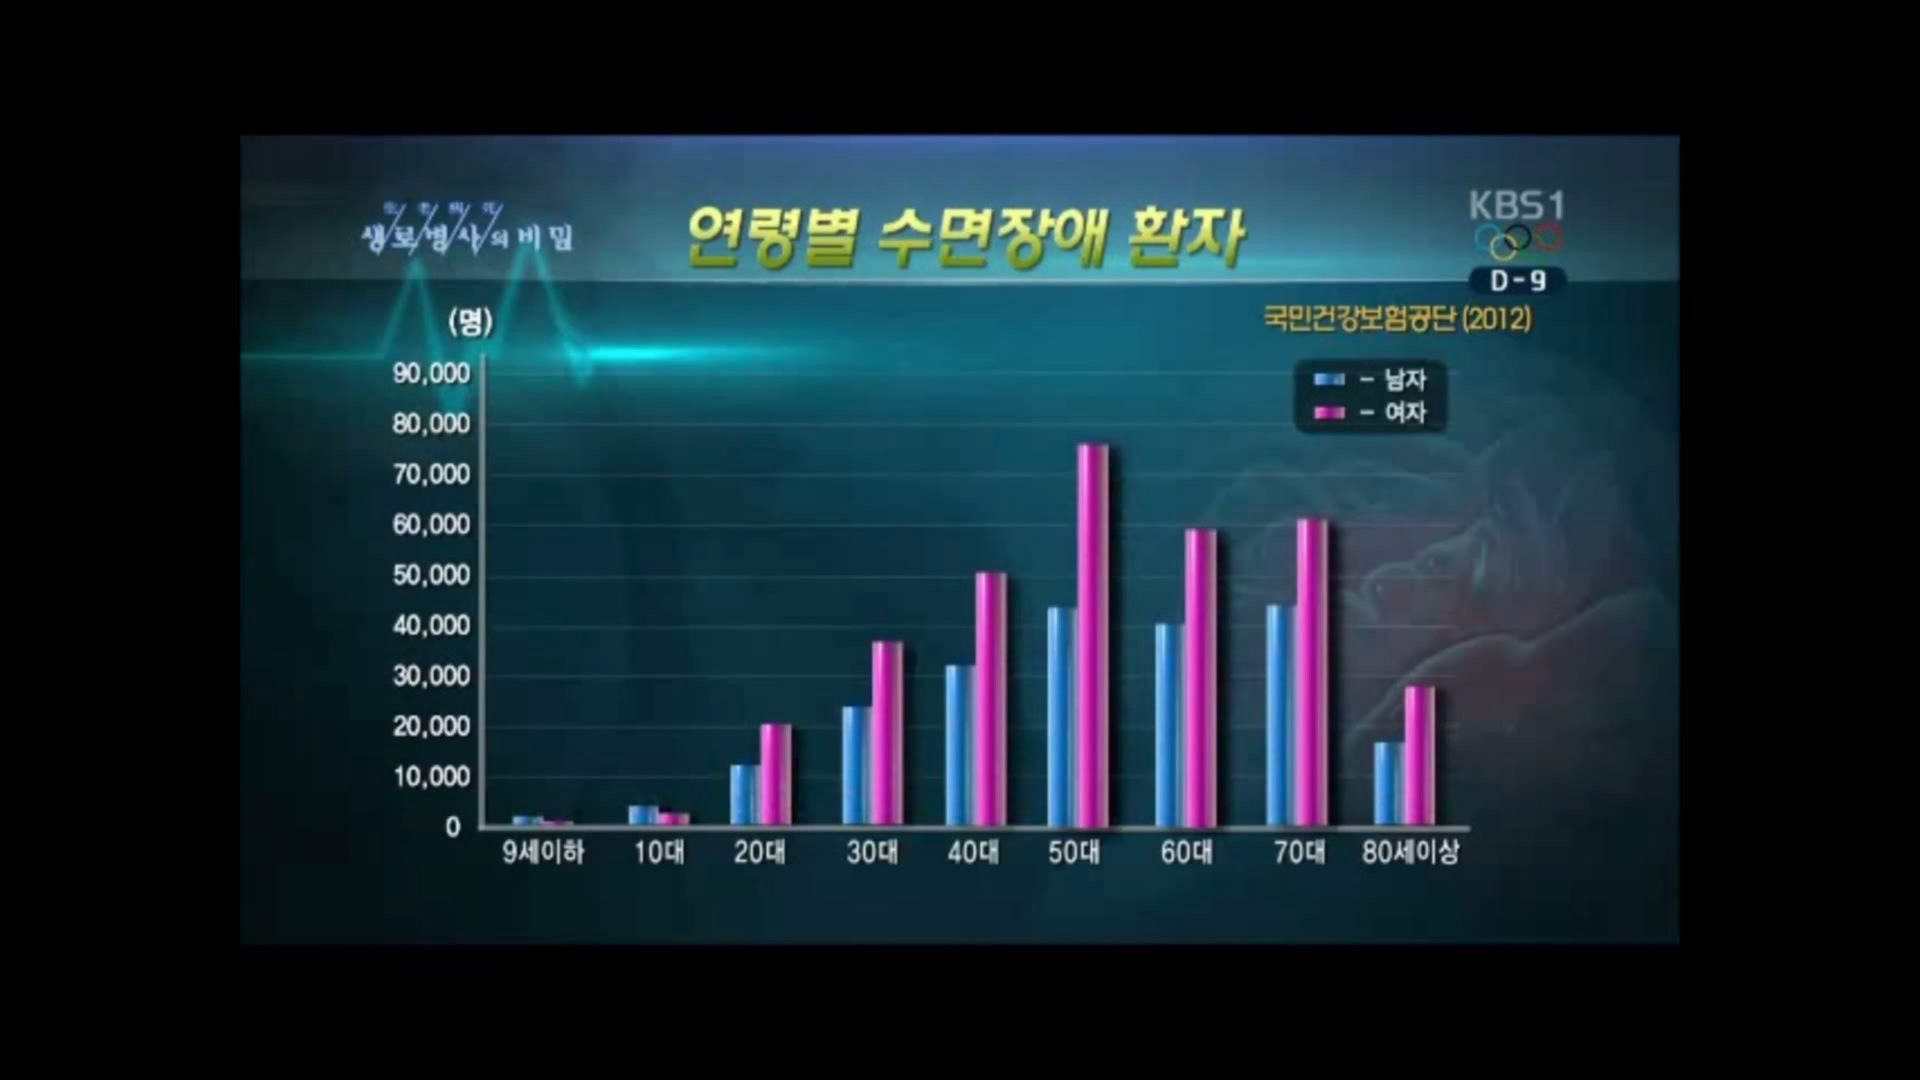 生 老 病 死
생로병사의 비밀
연령별 수면장애 환자
KBS1
D-9
국민건강보험공단 (2012)
(명)
- 남자
- 여자
90,000
80,000
70,000
60,000
50,000
40,000
30,000
20,000
10,000
0
9세이하 10대 20대 30대 40대 50대 60대 70대 80세이상